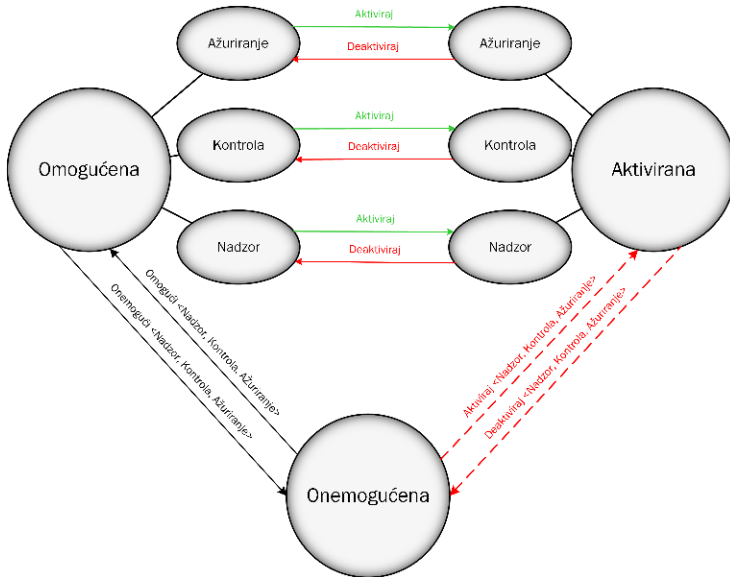 Aktiviraj
Ažuriranje
Deaktiviraj
Ažuriranje
Aktiviraj
Kontrola
Deaktiviraj
Kontrola
Omogućena
Aktivirana
Aktiviraj
Nadzor
Deaktiviraj
Nadzor
Omogući <Nadzor, Kontrola, Ažuriranje>
Onemogući <Nadzor, Kontrola, Ažuriranje>
Aktiviraj <Nadzor, Kontrola, Ažuriranje>
Deaktiviraj <Nadzor, Kontrola, Ažuriranje>
Onemogućena